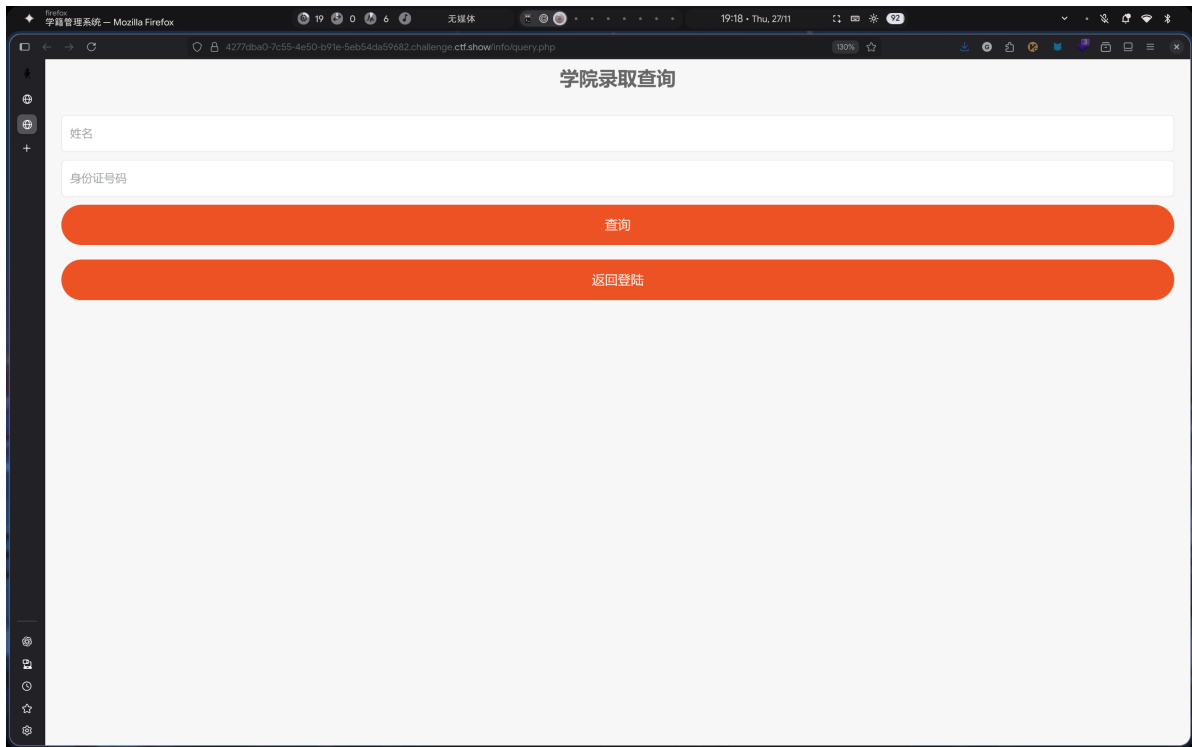 firefox
学籍管理系统 — Mozilla Firefox
19 0 6 无媒体 19:18 • Thu, 27/11 92
4277dba0-7c55-4e50-b91e-5eb54da59682.challenge.ctf.show/info/query.php 130%
学院录取查询
姓名
身份证号码
查询
返回登陆